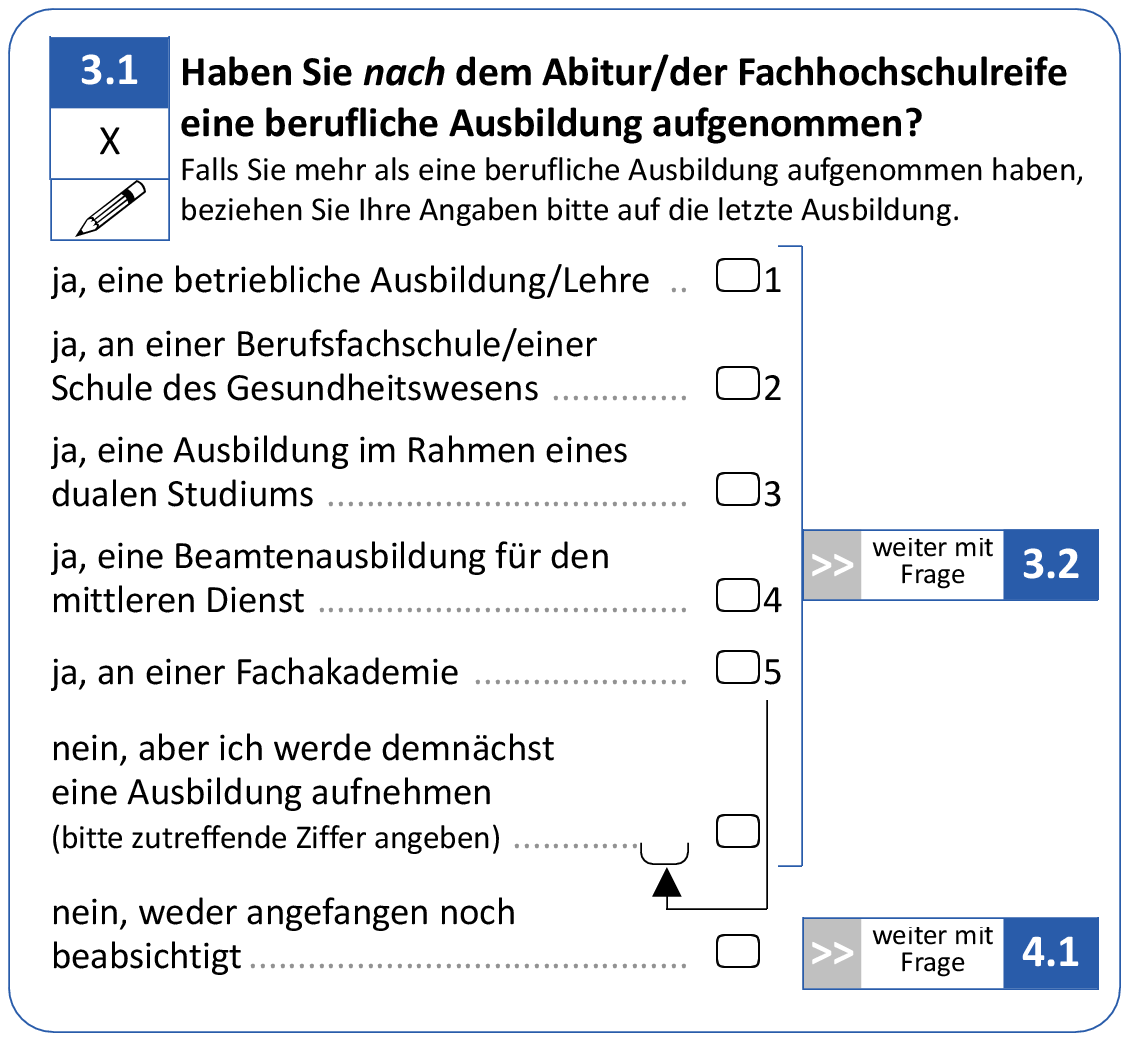 3.1
Haben Sie nach dem Abitur/der Fachhochschulreife
eine berufliche Ausbildung aufgenommen?
X
Falls Sie mehr als eine berufliche Ausbildung aufgenommen haben,
beziehen Sie Ihre Angaben bitte auf die letzte Ausbildung.
ja, eine betriebliche Ausbildung/Lehre .. 1
ja, an einer Berufsfachschule/einer
Schule des Gesundheitswesens .............. 2
ja, eine Ausbildung im Rahmen eines
dualen Studiums ..................................... 3
ja, eine Beamtenausbildung für den
mittleren Dienst ...................................... 4
>> weiter mit
Frage
3.2
ja, an einer Fachakademie ...................... 5
nein, aber ich werde demnächst
eine Ausbildung aufnehmen
(bitte zutreffende Ziffer angeben) .............
nein, weder angefangen noch
beabsichtigt .............................................
>> weiter mit
Frage
4.1